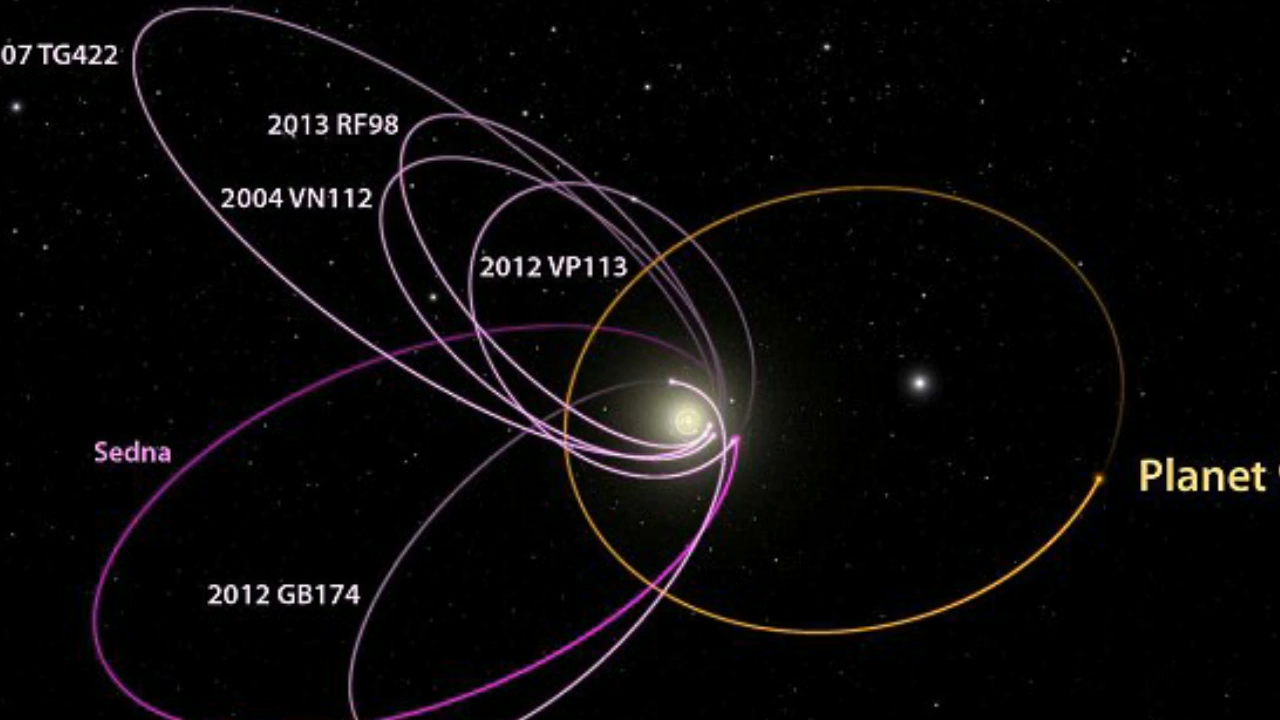 07 TG422
2013 RF98
2004 VN112
2012 VP113
Sedna
Planet
2012 GB174